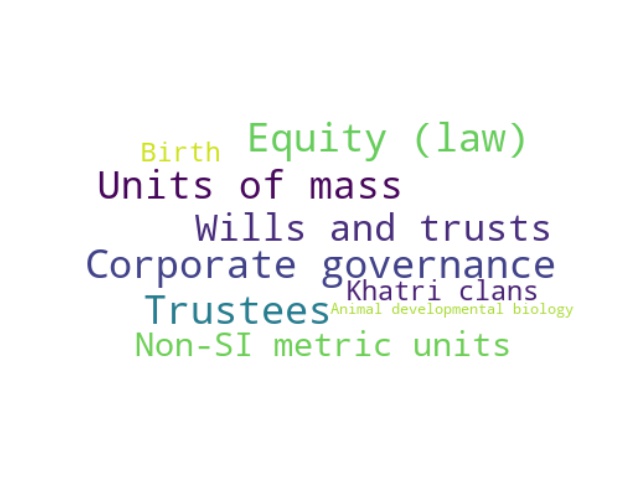 Equity (law)
Birth
Units of mass
Wills and trusts
Corporate governance
Khatri clans
Trustees
Animal developmental biology
Non-SI metric units